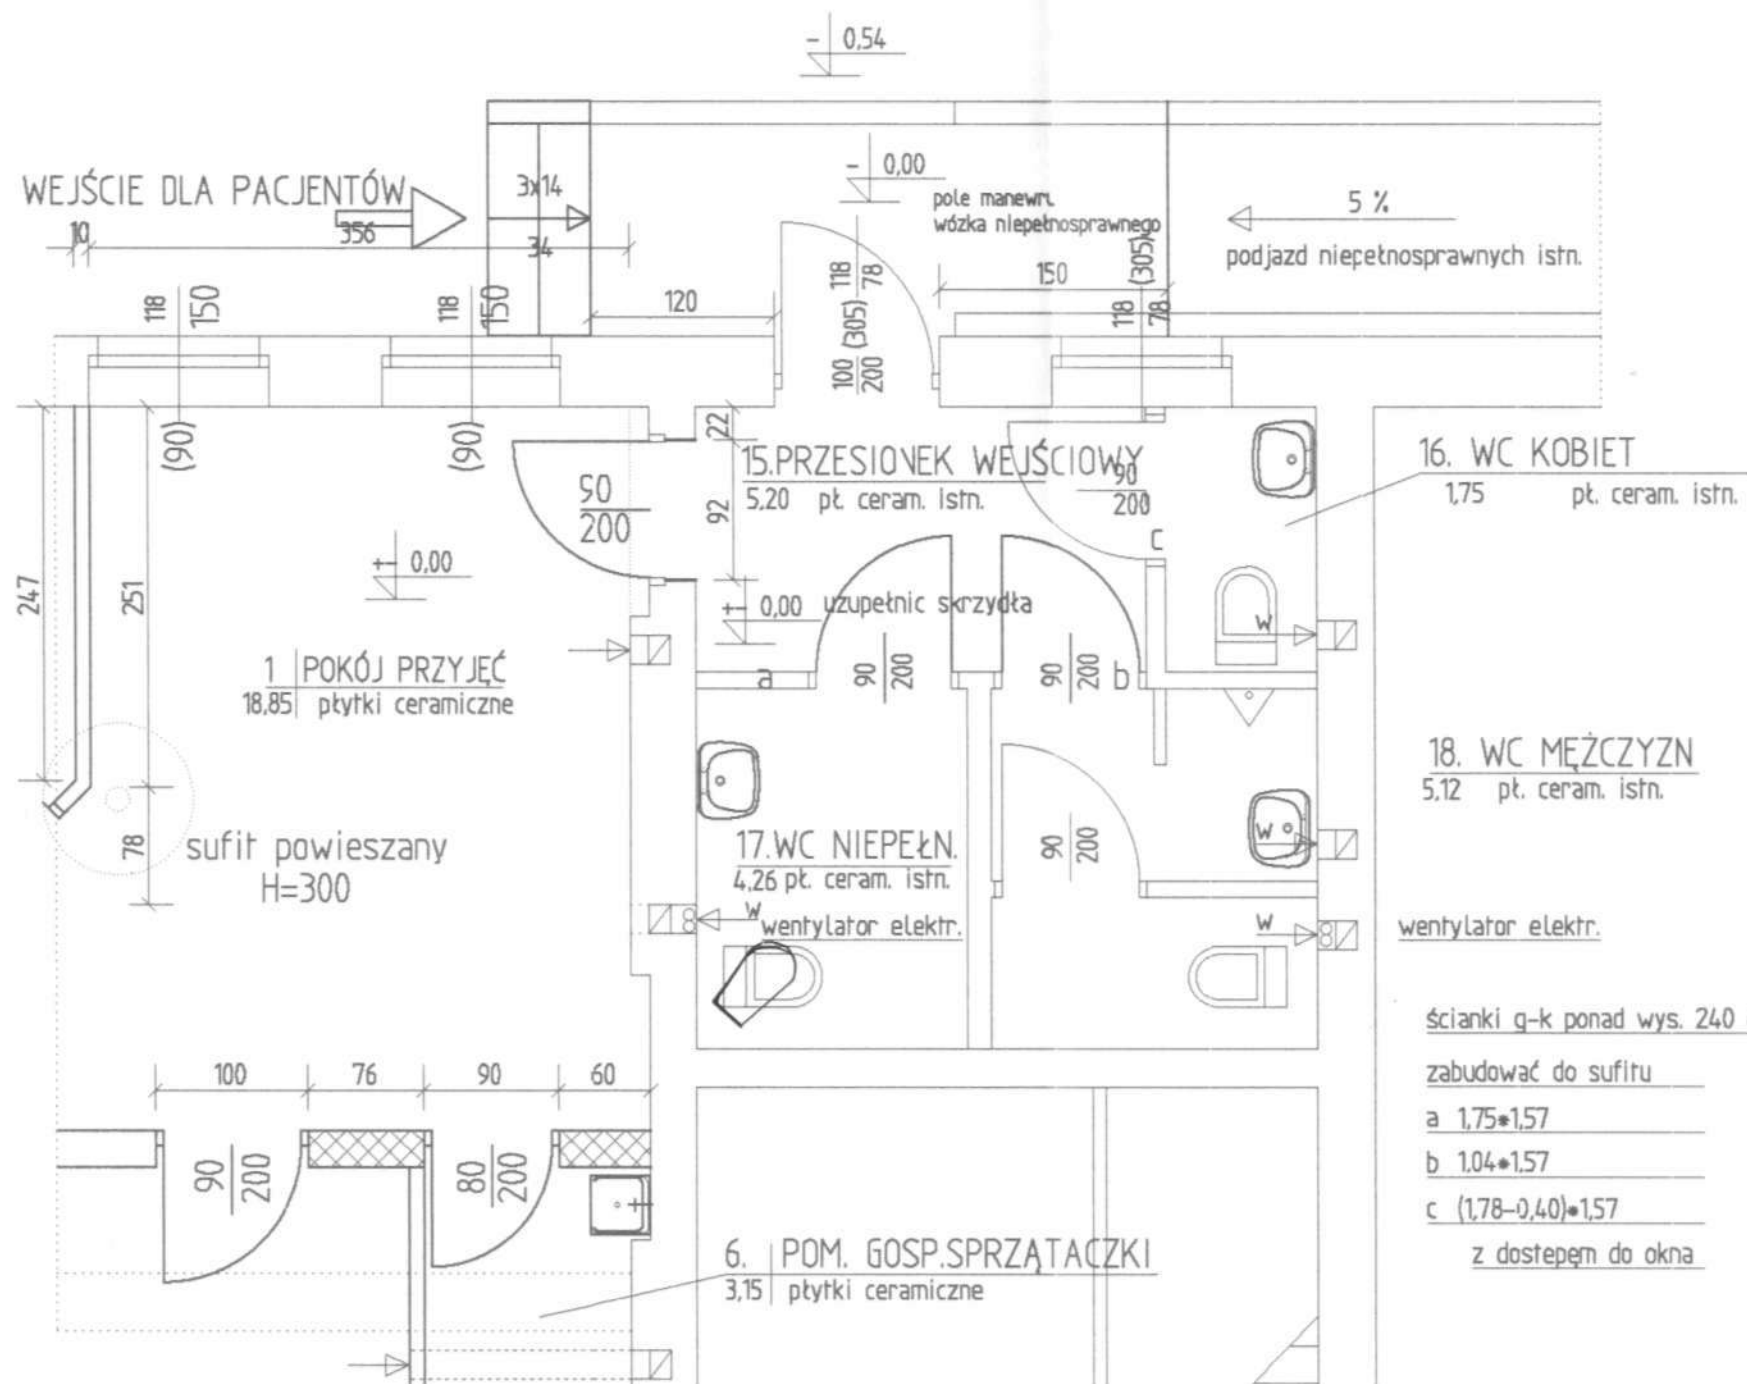 - 0,54
WEJŚCIE DLA PACJENTÓW
3x14
34
10
356
- 0,00
pole manewru
wózka niepełnosprawnego
5 %
podjazd niepełnosprawnych istn.
118
150
118
150
120
118
78
(305)
100
200
150
(305)
118
78
(90)
(90)
22
92
90
200
15.PRZESIONEK WEJŚCIOWY
5,20 pł. ceram. istn.
90
200
c
16. WC KOBIET
1,75 pł. ceram. istn.
247
251
+- 0,00
+- 0,00 uzupełnic skrzydła
1 POKÓJ PRZYJĘĆ
18,85 płytki ceramiczne
a
90
200
90
200
b
w
78
sufit powieszany
H=300
18. WC MĘŻCZYZN
5,12 pł. ceram. istn.
17.WC NIEPEŁN.
4,26 pł. ceram. istn.
90
200
w
w
wentylator elektr.
w
wentylator elektr.
100
76
90
60
90
200
80
200
ścianki g-k ponad wys. 240
zabudować do sufitu
a 1,75*1,57
b 1,04*1,57
c (1,78-0,40)*1,57
z dostepęm do okna
6. POM. GOSP.SPRZĄTACZKI
3,15 płytki ceramiczne